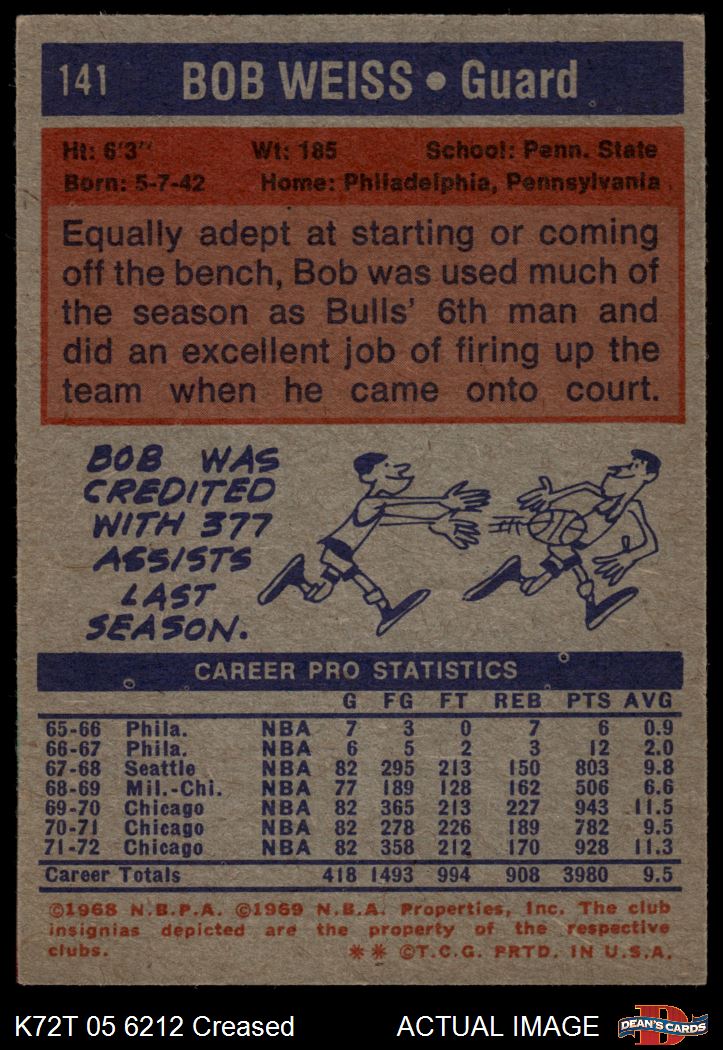 141 BOB WEISS • Guard
Ht: 6'3" Wt: 185 School: Penn. State
Born: 5-7-42 Home: Philadelphia, Pennsylvania
Equally adept at starting or coming
off the bench, Bob was used much of
the season as Bulls' 6th man and
did an excellent job of firing up the
team when he came onto court.
BOB WAS
CREDITED
WITH 377
ASSISTS
LAST
SEASON.
CAREER PRO STATISTICS
G FG FT REB PTS AVG
65-66 Phila. NBA 7 3 0 7 6 0.9
66-67 Phila. NBA 6 5 2 3 12 2.0
67-68 Seattle NBA 82 295 213 150 803 9.8
68-69 Mil.-Chi. NBA 77 189 128 162 506 6.6
69-70 Chicago NBA 82 365 213 227 943 11.5
70-71 Chicago NBA 82 278 226 189 782 9.5
71-72 Chicago NBA 82 358 212 170 928 11.3
Career Totals 418 1493 994 908 3980 9.5
©1968 N.B.P.A. ©1969 N.B.A. Properties, Inc. The club
insignias depicted are the property of the respective
clubs. ** ©T.C.G. PRTD. IN U.S.A.
K72T 05 6212 Creased ACTUAL IMAGE
D
DEAN'S CARDS